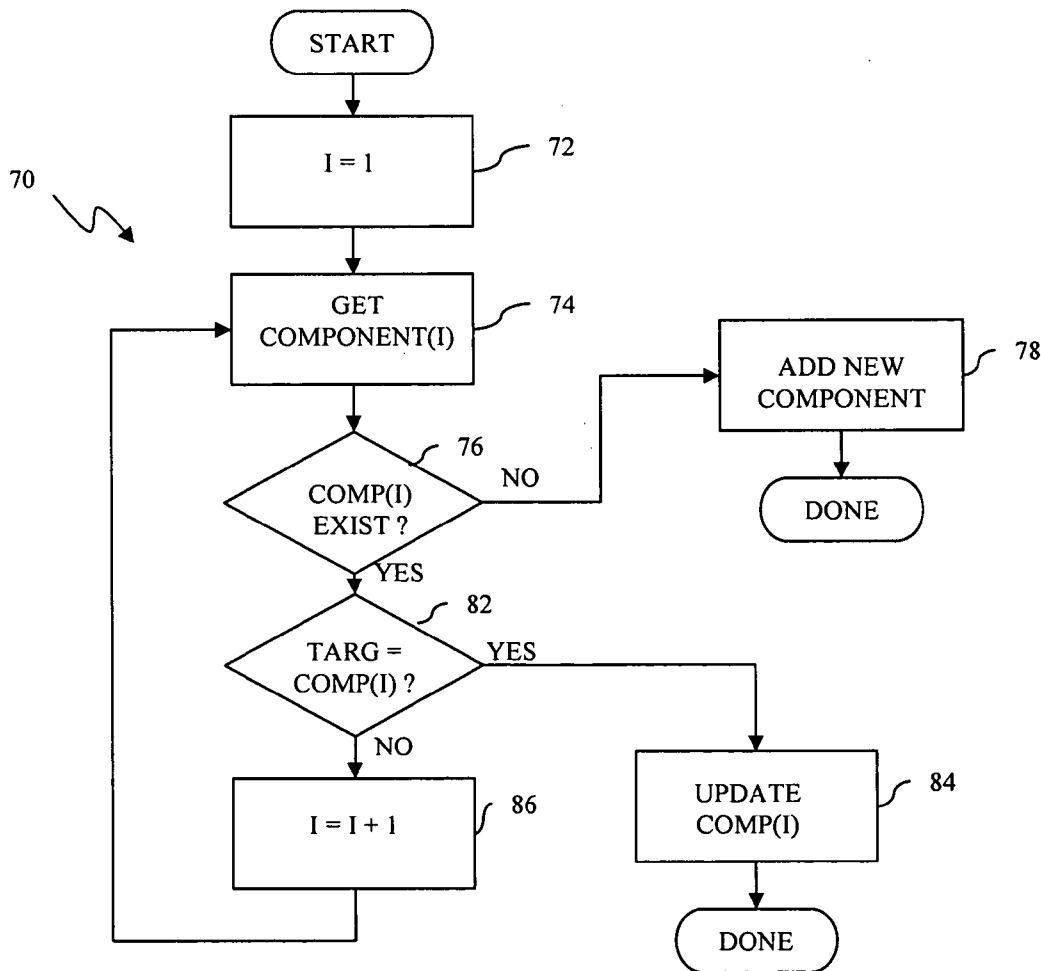 START
I = 1
72
70
GET
COMPONENT(I)
74
ADD NEW
COMPONENT
78
76
COMP(I)
EXIST ?
NO
DONE
YES
82
TARG =
COMP(I) ?
YES
NO
I = I + 1
86
UPDATE
COMP(I)
84
DONE